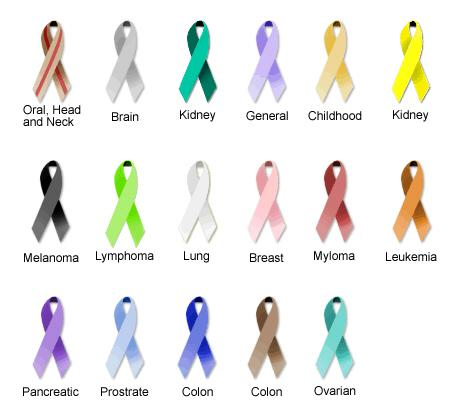 Oral, Head
and Neck
Brain
Kidney
General
Childhood
Kidney
Melanoma
Lymphoma
Lung
Breast
Myloma
Leukemia
Pancreatic
Prostrate
Colon
Colon
Ovarian